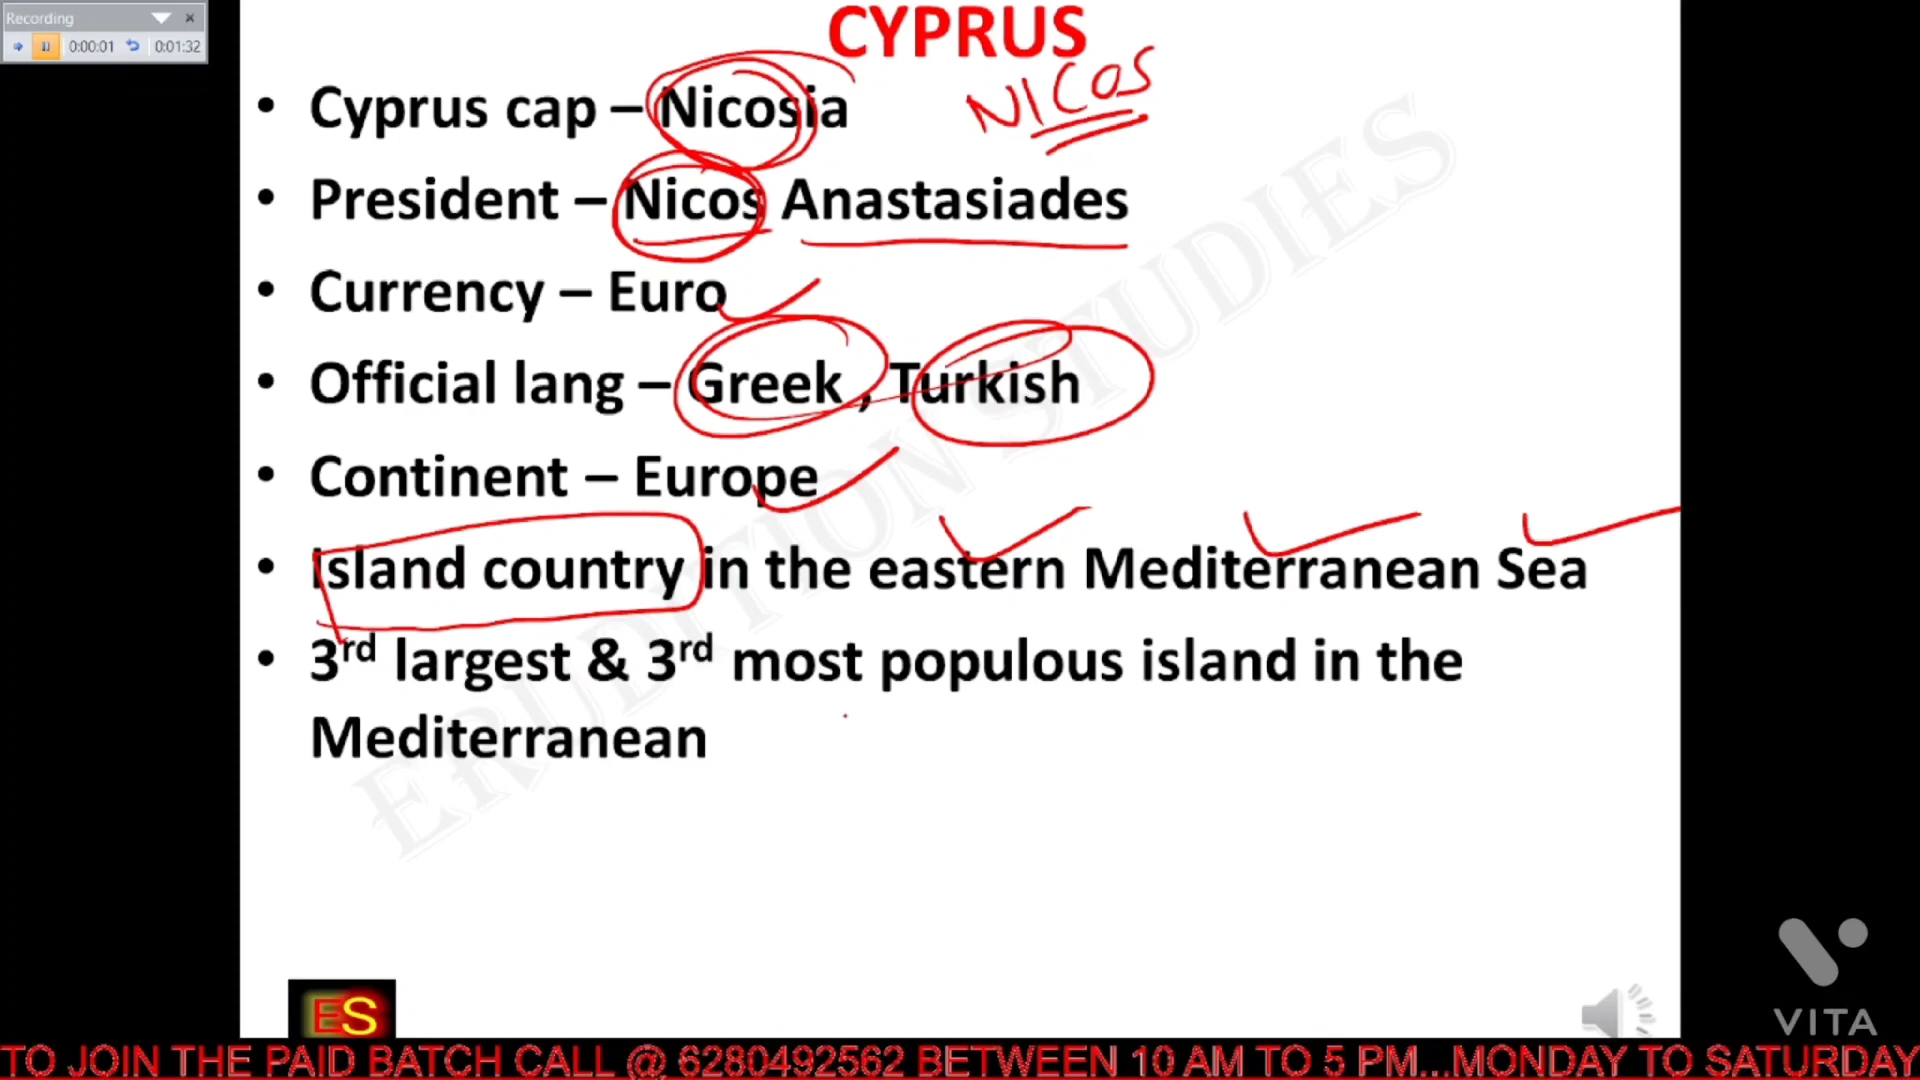 Recording
0:00:01 0:01:32
CYPRUS
NICOS
• Cyprus cap – Nicosia
• President – Nicos Anastasiades
• Currency – Euro
• Official lang – Greek , Turkish
• Continent – Europe
• Island country in the eastern Mediterranean Sea
• 3rd largest & 3rd most populous island in the
Mediterranean
ERUDITION STUDIES
ES
VITA
TO JOIN THE PAID BATCH CALL @ 6280492562 BETWEEN 10 AM TO 5 PM...MONDAY TO SATURDAY